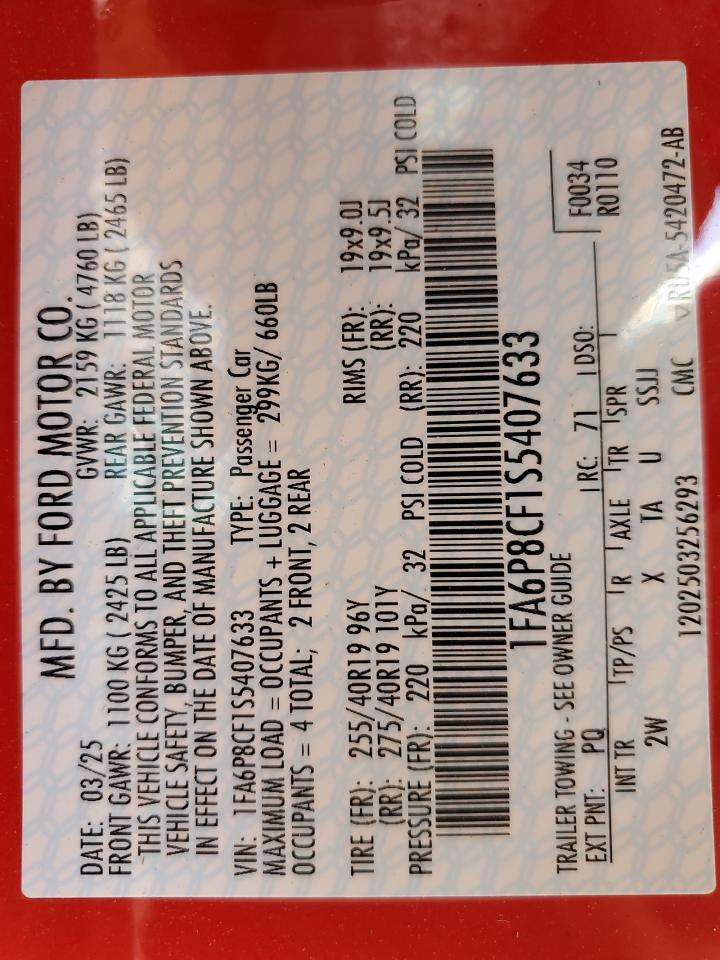 MFD. BY FORD MOTOR CO.
DATE: 03/25 GVWR: 2159 KG ( 4760 LB)
FRONT GAWR: 1100 KG ( 2425 LB) REAR GAWR: 1118 KG ( 2465 LB)
THIS VEHICLE CONFORMS TO ALL APPLICABLE FEDERAL MOTOR
VEHICLE SAFETY, BUMPER, AND THEFT PREVENTION STANDARDS
IN EFFECT ON THE DATE OF MANUFACTURE SHOWN ABOVE.
VIN: 1FA6P8CF1S5407633 TYPE: Passenger Car
MAXIMUM LOAD = OCCUPANTS + LUGGAGE = 299KG/ 660LB
OCCUPANTS = 4 TOTAL; 2 FRONT, 2 REAR
TIRE (FR): 255/40R19 96Y RIMS (FR): 19x9.0J
(RR): 275/40R19 101Y (RR): 19x9.5J
PRESSURE (FR): 220 kPa/ 32 PSI COLD (RR): 220 kPa/ 32 PSI COLD
1FA6P8CF1S5407633
TRAILER TOWING - SEE OWNER GUIDE F0034
EXT PNT: PQ RC: 71 DSO: R0110
INT TR TP/PS R AXLE TR SPR
2W X TA U SSJJ
1202503256293 CMC ▽RU5A-5420472-AB